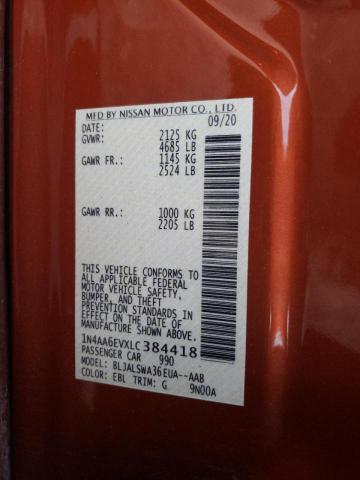 MFD BY NISSAN MOTOR CO., LTD.
DATE: 09/20
GVWR: 2125 KG
4685 LB
GAWR FR.: 1145 KG
2524 LB
GAWR RR.: 1000 KG
2205 LB
THIS VEHICLE CONFORMS TO
ALL APPLICABLE FEDERAL
MOTOR VEHICLE SAFETY,
BUMPER, AND THEFT
PREVENTION STANDARDS IN
EFFECT ON THE DATE OF
MANUFACTURE SHOWN ABOVE.
1N4AA6EVXLC384418
PASSENGER CAR 990
MODEL: BLJALSWA36EUA--AAB
COLOR: EBL TRIM: G 9N00A